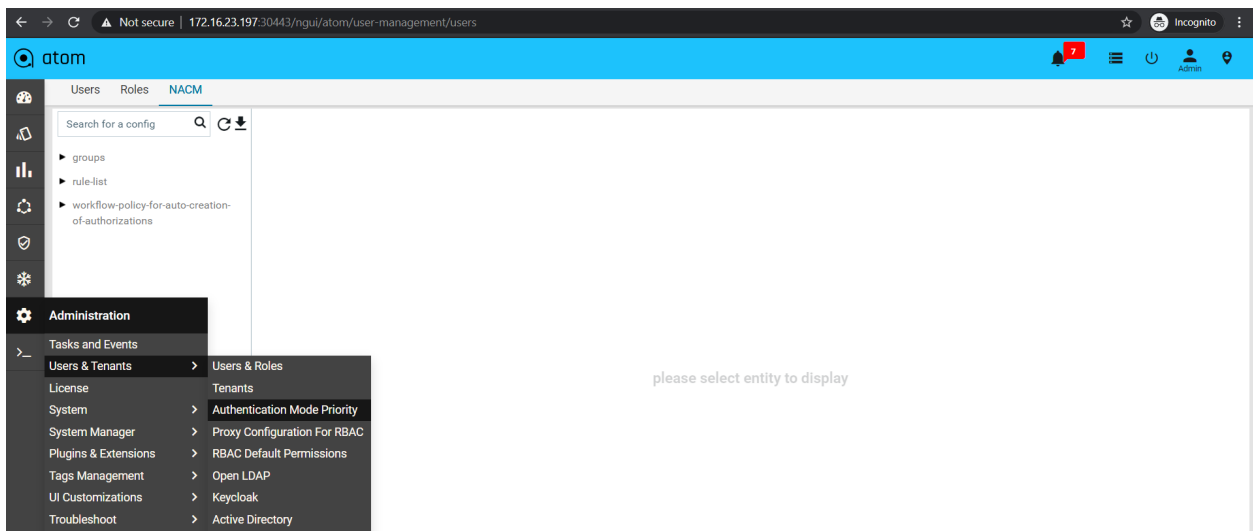 Not secure | 172.16.23.197:30443/ngui/atom/user-management/users
Incognito
atom
7
Admin
Users Roles NACM
Search for a config
groups
rule-list
workflow-policy-for-auto-creation-
of-authorizations
please select entity to display
Administration
Tasks and Events
Users & Tenants
License
System
System Manager
Plugins & Extensions
Tags Management
UI Customizations
Troubleshoot
Users & Roles
Tenants
Authentication Mode Priority
Proxy Configuration For RBAC
RBAC Default Permissions
Open LDAP
Keycloak
Active Directory